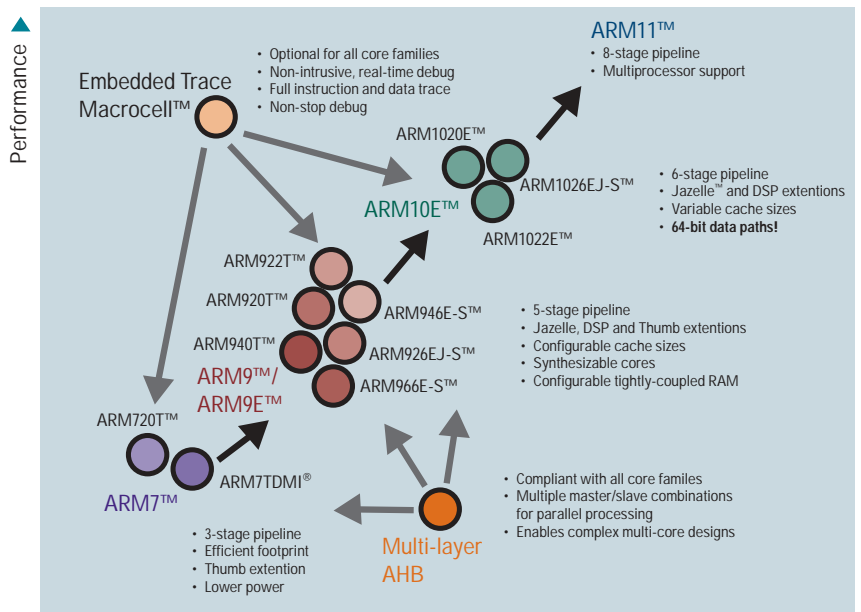 Performance
ARM11™
• 8-stage pipeline
• Multiprocessor support
• Optional for all core families
• Non-intrusive, real-time debug
• Full instruction and data trace
• Non-stop debug
Embedded Trace
Macrocell™
ARM1020E™
ARM1026EJ-S™
ARM10E™
ARM1022E™
• 6-stage pipeline
• Jazelle™ and DSP extentions
• Variable cache sizes
• 64-bit data paths!
ARM922T™
ARM920T™
ARM946E-S™
ARM940T™
ARM926EJ-S™
ARM9™/
ARM9E™
ARM966E-S™
• 5-stage pipeline
• Jazelle, DSP and Thumb extentions
• Configurable cache sizes
• Synthesizable cores
• Configurable tightly-coupled RAM
ARM720T™
ARM7TDMI®
ARM7™
• 3-stage pipeline
• Efficient footprint
• Thumb extention
• Lower power
Multi-layer
AHB
• Compliant with all core familes
• Multiple master/slave combinations
for parallel processing
• Enables complex multi-core designs